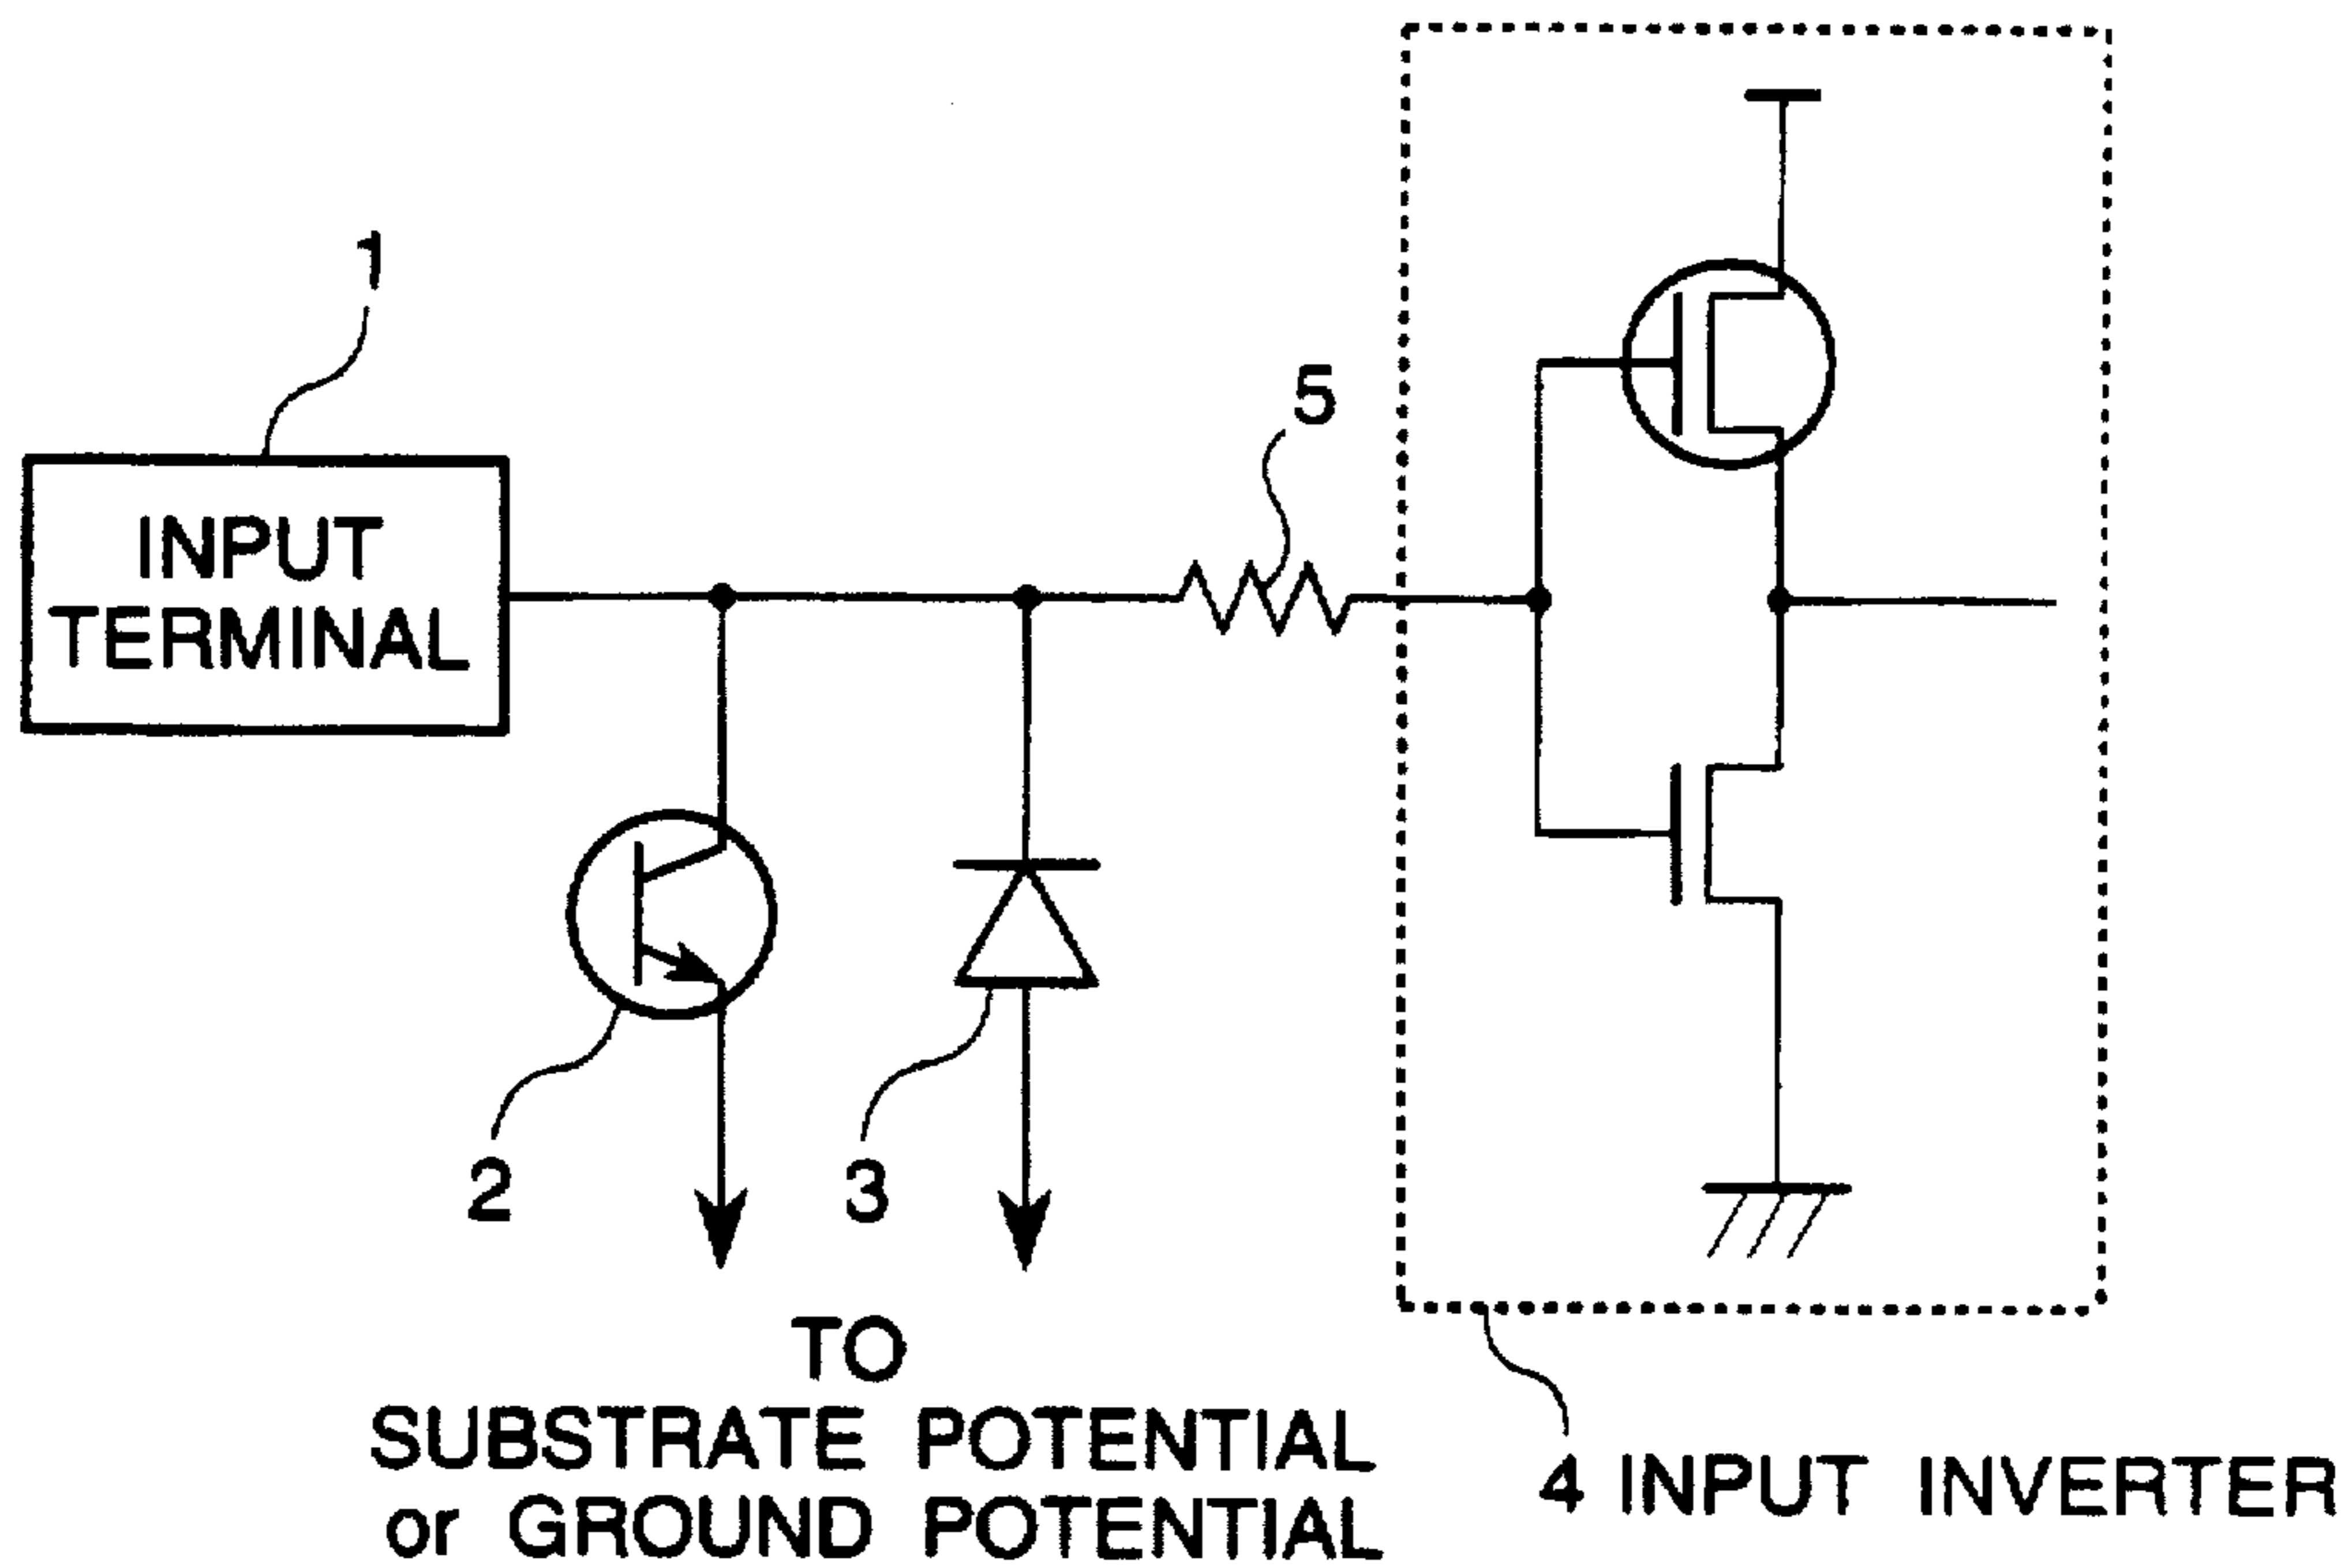 1
5
INPUT
TERMINAL
2
3
TO
SUBSTRATE POTENTIAL
or GROUND POTENTIAL
4 INPUT INVERTER